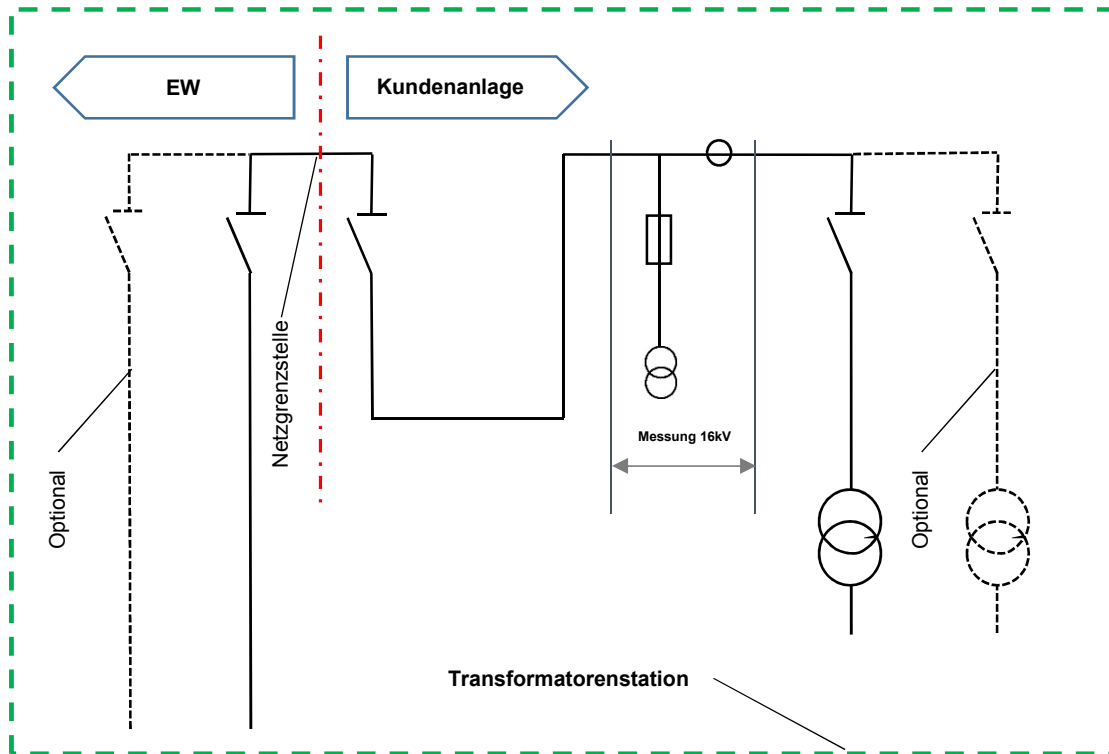 EW
Kundenanlage
Netzgrenzstelle
Messung 16kV
Optional
Optional
Transformatorenstation